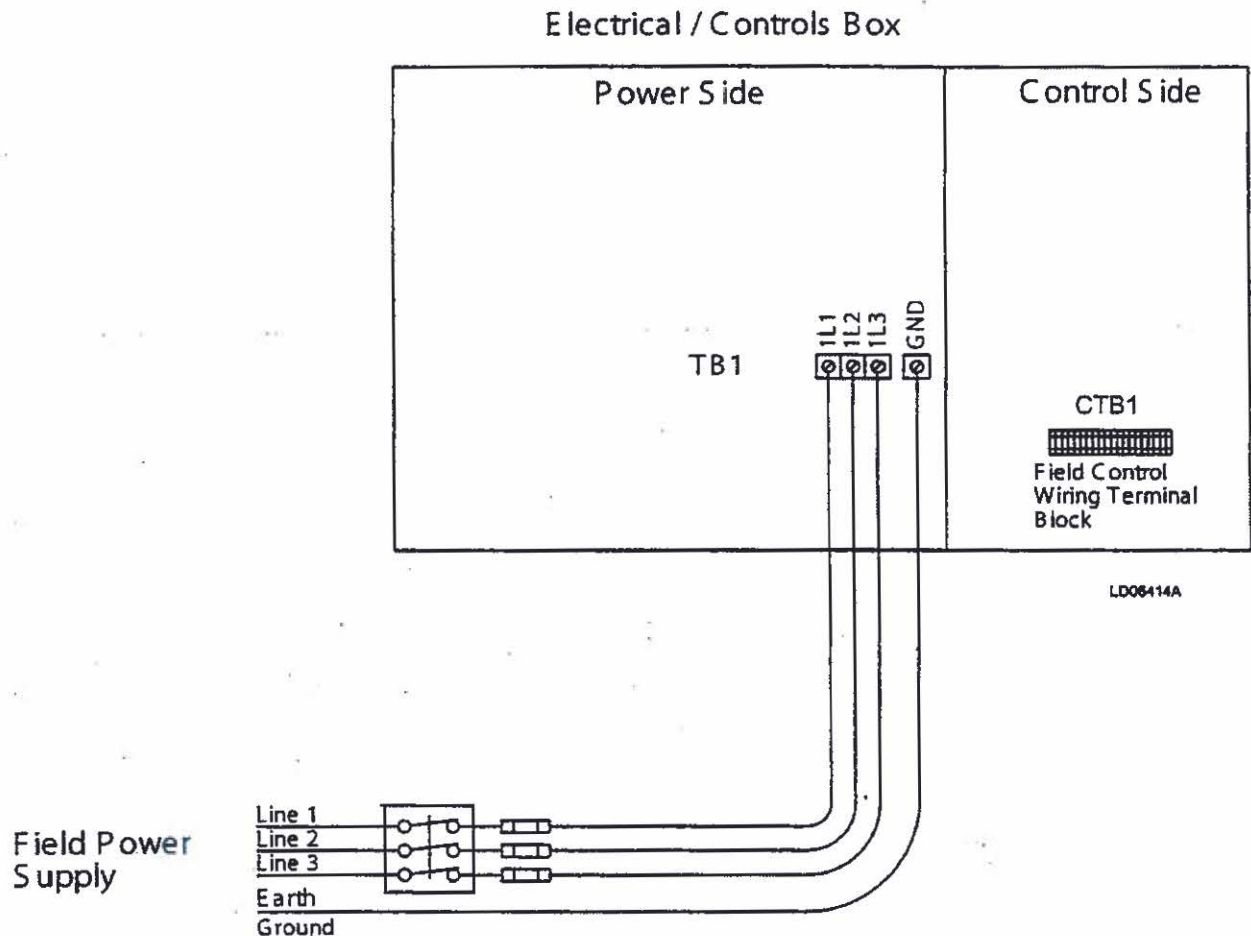 Electrical / Controls Box
Power Side
Control Side
1L1
1L2
1L3
GND
TB1
CTB1
Field Control
Wiring Terminal
Block
LD06414A
Field Power
Supply
Line 1
Line 2
Line 3
Earth
Ground